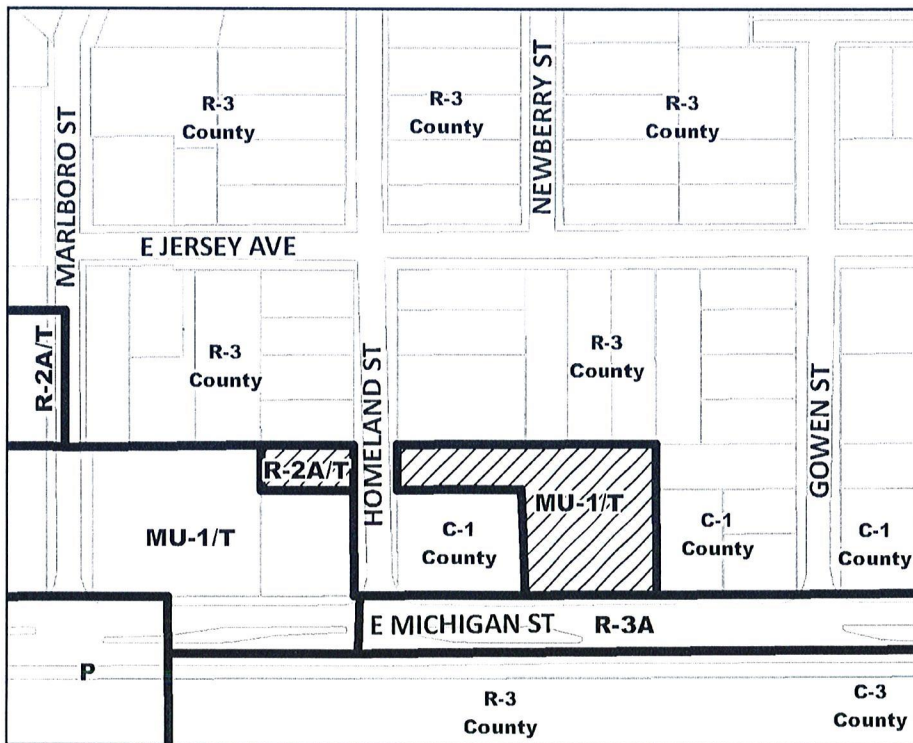 MARLBORO ST
R-3
County
R-3
County
NEWBERRY ST
R-3
County
E JERSEY AVE
R-2A/T
R-3
County
HOMELAND ST
R-3
County
GOWEN ST
R-2A/T
MU-1/T
MU-1/T
C-1
County
C-1
County
C-1
County
E MICHIGAN ST
R-3A
P
R-3
County
C-3
County